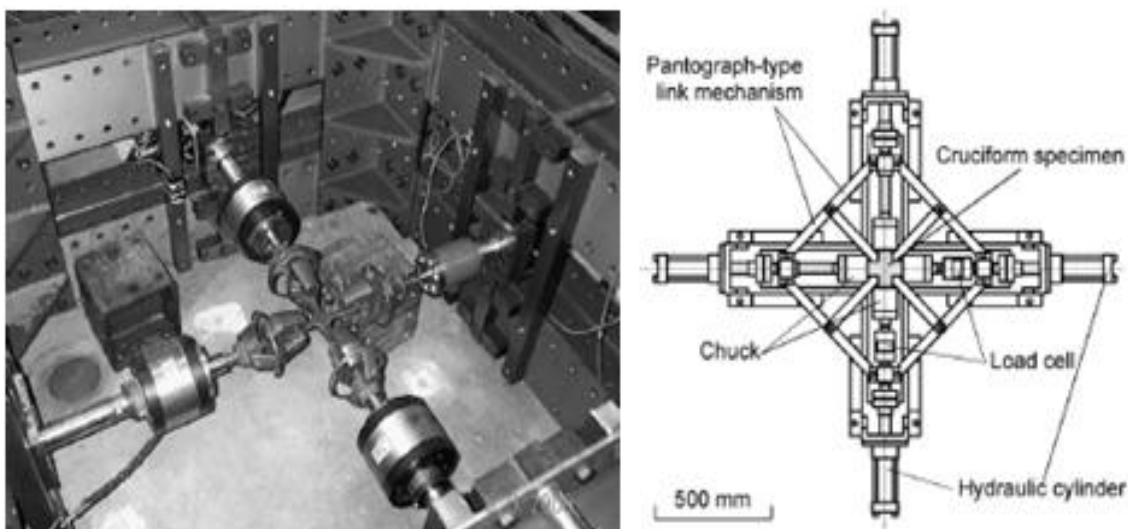 Pantograph-type
link mechanism
Cruciform specimen
Chuck
Load cell
Hydraulic cylinder
500 mm